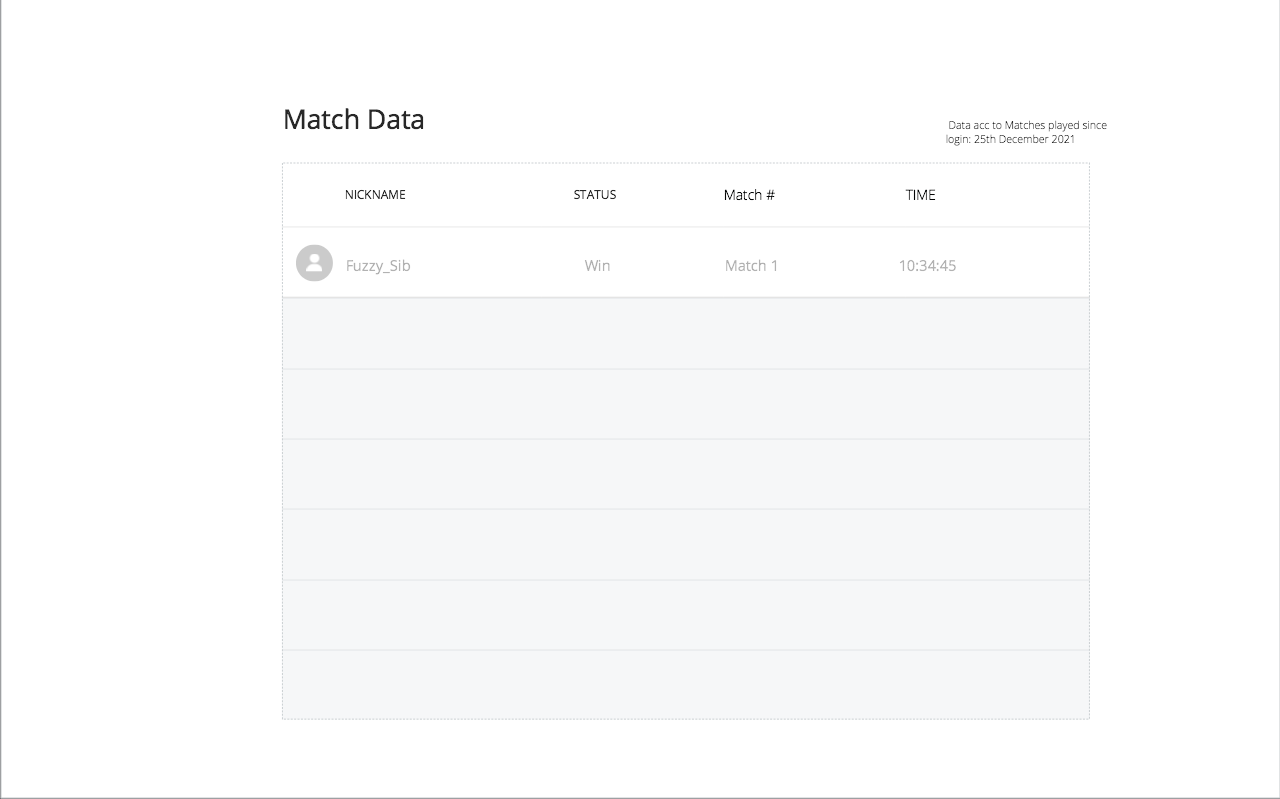 Match Data
Data acc to Matches played since
login: 25th December 2021
NICKNAME STATUS Match # TIME
Fuzzy_Sib Win Match 1 10:34:45